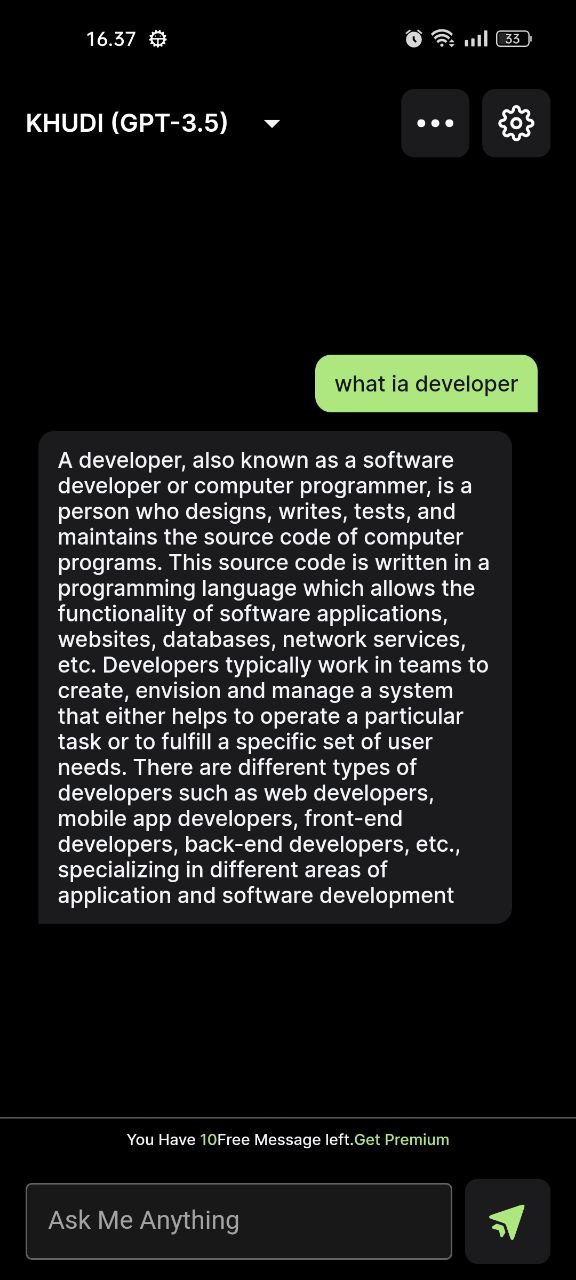 16.37
33
KHUDI (GPT-3.5)
what ia developer
A developer, also known as a software
developer or computer programmer, is a
person who designs, writes, tests, and
maintains the source code of computer
programs. This source code is written in a
programming language which allows the
functionality of software applications,
websites, databases, network services,
etc. Developers typically work in teams to
create, envision and manage a system
that either helps to operate a particular
task or to fulfill a specific set of user
needs. There are different types of
developers such as web developers,
mobile app developers, front-end
developers, back-end developers, etc.,
specializing in different areas of
application and software development
You Have 10Free Message left.Get Premium
Ask Me Anything